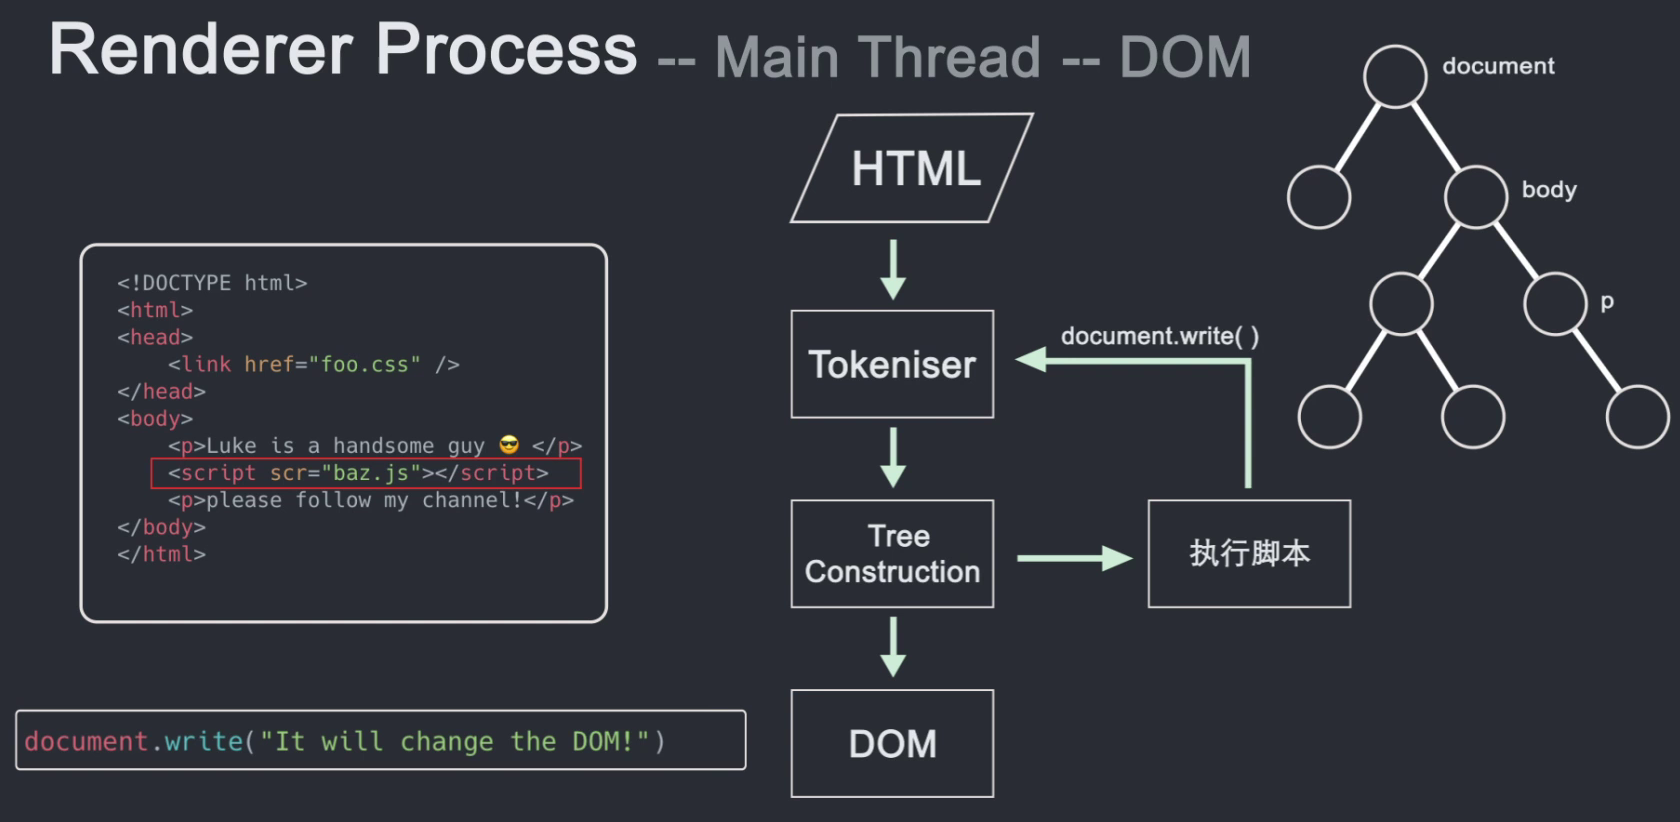 Renderer Process -- Main Thread -- DOM
document
body
p
HTML
Tokeniser
document.write( )
Tree
Construction
执行脚本
DOM
<!DOCTYPE html>
<html>
<head>
    <link href="foo.css" />
</head>
<body>
    <p>Luke is a handsome guy 😎 </p>
    <script scr="baz.js"></script>
    <p>please follow my channel!</p>
</body>
</html>
document.write("It will change the DOM!")